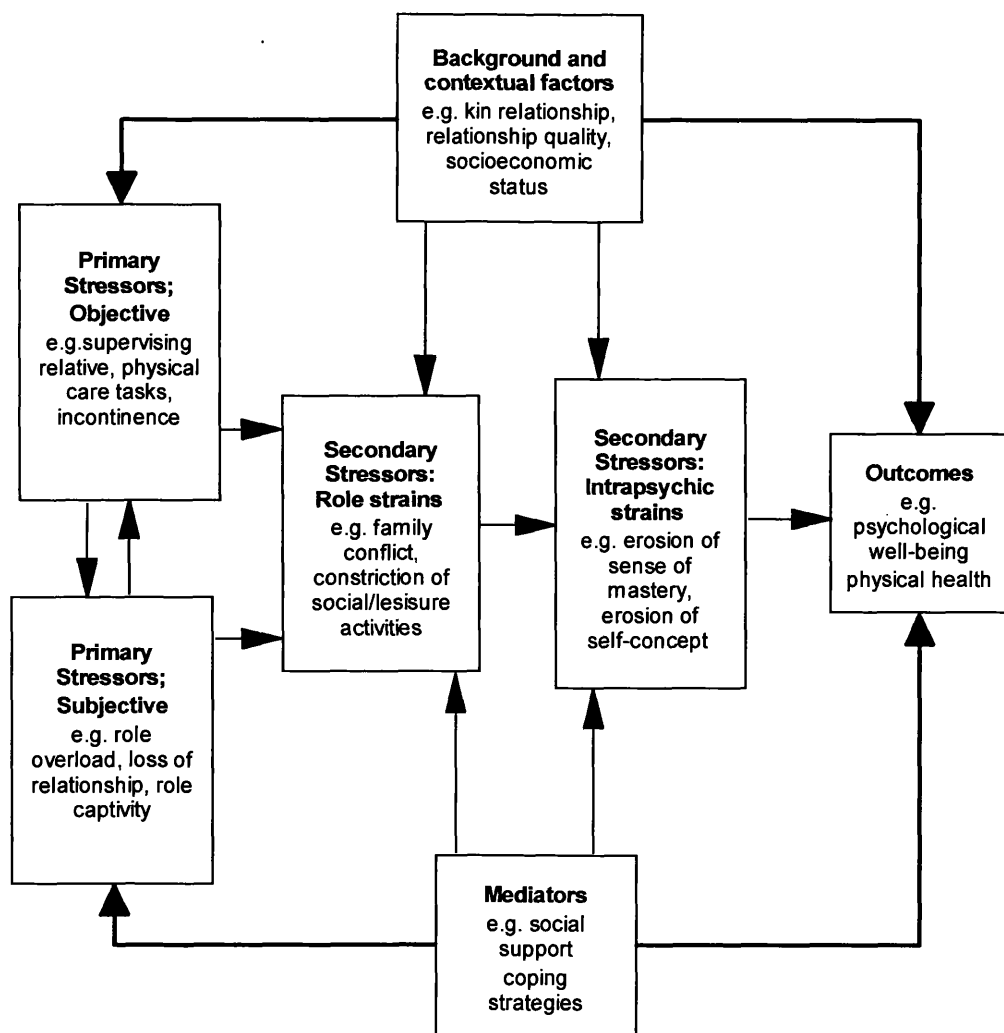 Background and
contextual factors
e.g. kin relationship,
relationship quality,
socioeconomic
status
Primary
Stressors;
Objective
e.g.supervising
relative, physical
care tasks,
incontinence
Secondary
Stressors:
Role strains
e.g. family
conflict,
constriction of
social/lesisure
activities
Secondary
Stressors:
Intrapsychic
strains
e.g. erosion of
sense of
mastery,
erosion of
self-concept
Outcomes
e.g.
psychological
well-being
physical health
Primary
Stressors;
Subjective
e.g. role
overload, loss of
relationship, role
captivity
Mediators
e.g. social
support
coping
strategies